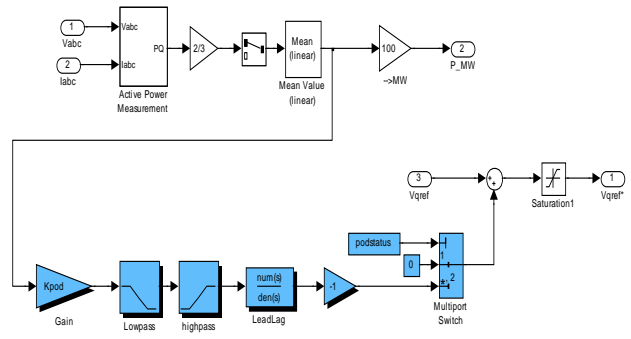 1
Vabc
2
Iabc
Vabc
Iabc
PQ
Active Power
Measurement
2/3
0
Mean
(linear)
Mean Value
(linear)
100
-->MW
2
P_MW
3
Vqref
+
+
Saturation1
1
Vqref*
podstatus
0
1
2
*,
Multiport
Switch
Kpod
Gain
Lowpass
highpass
num(s)
den(s)
LeadLag
-1